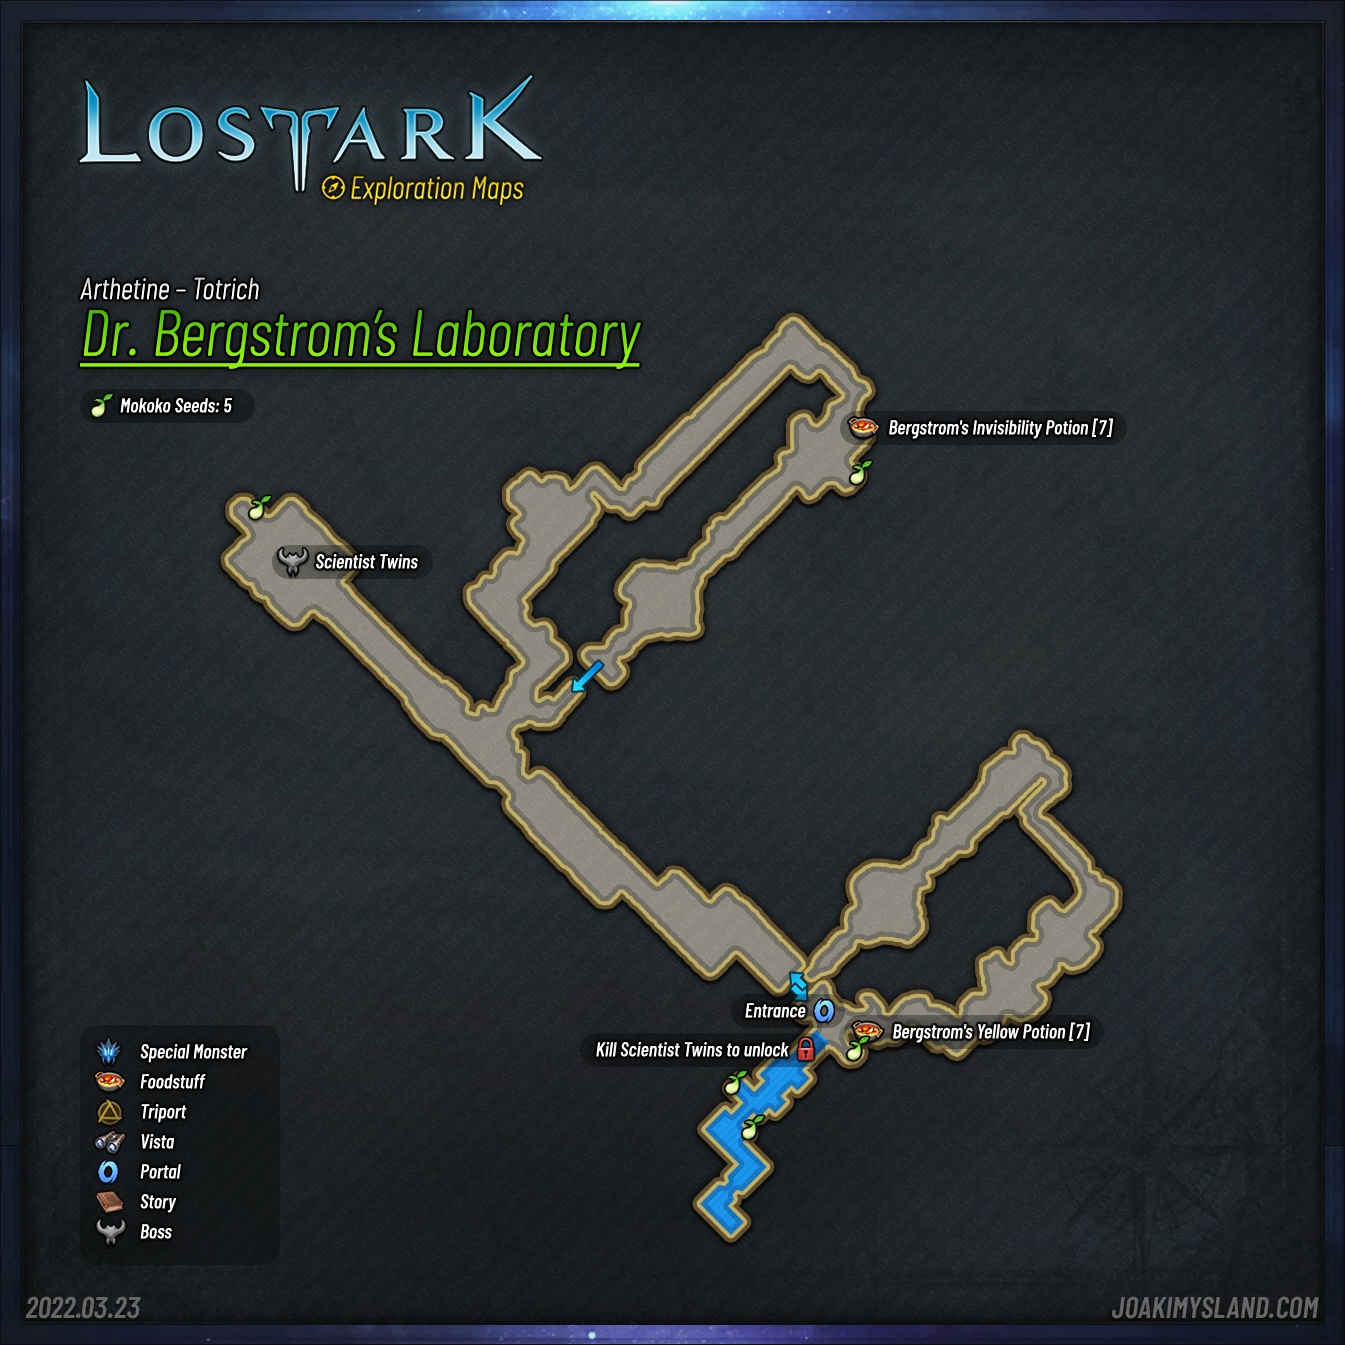 LOSTARK
Exploration Maps
Arthetine – Totrich
Dr. Bergstrom's Laboratory
Mokoko Seeds: 5
Bergstrom's Invisibility Potion [7]
Scientist Twins
Entrance
Bergstrom's Yellow Potion [7]
Kill Scientist Twins to unlock
Special Monster
Foodstuff
Triport
Vista
Portal
Story
Boss
2022.03.23
JOAKIMYSLAND.COM